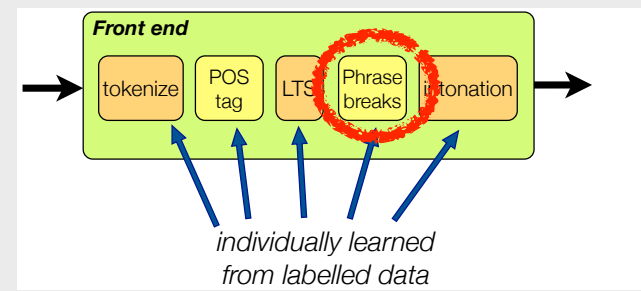 Front end
tokenize
POS
tag
LTS
Phrase
breaks
intonation
individually learned
from labelled data